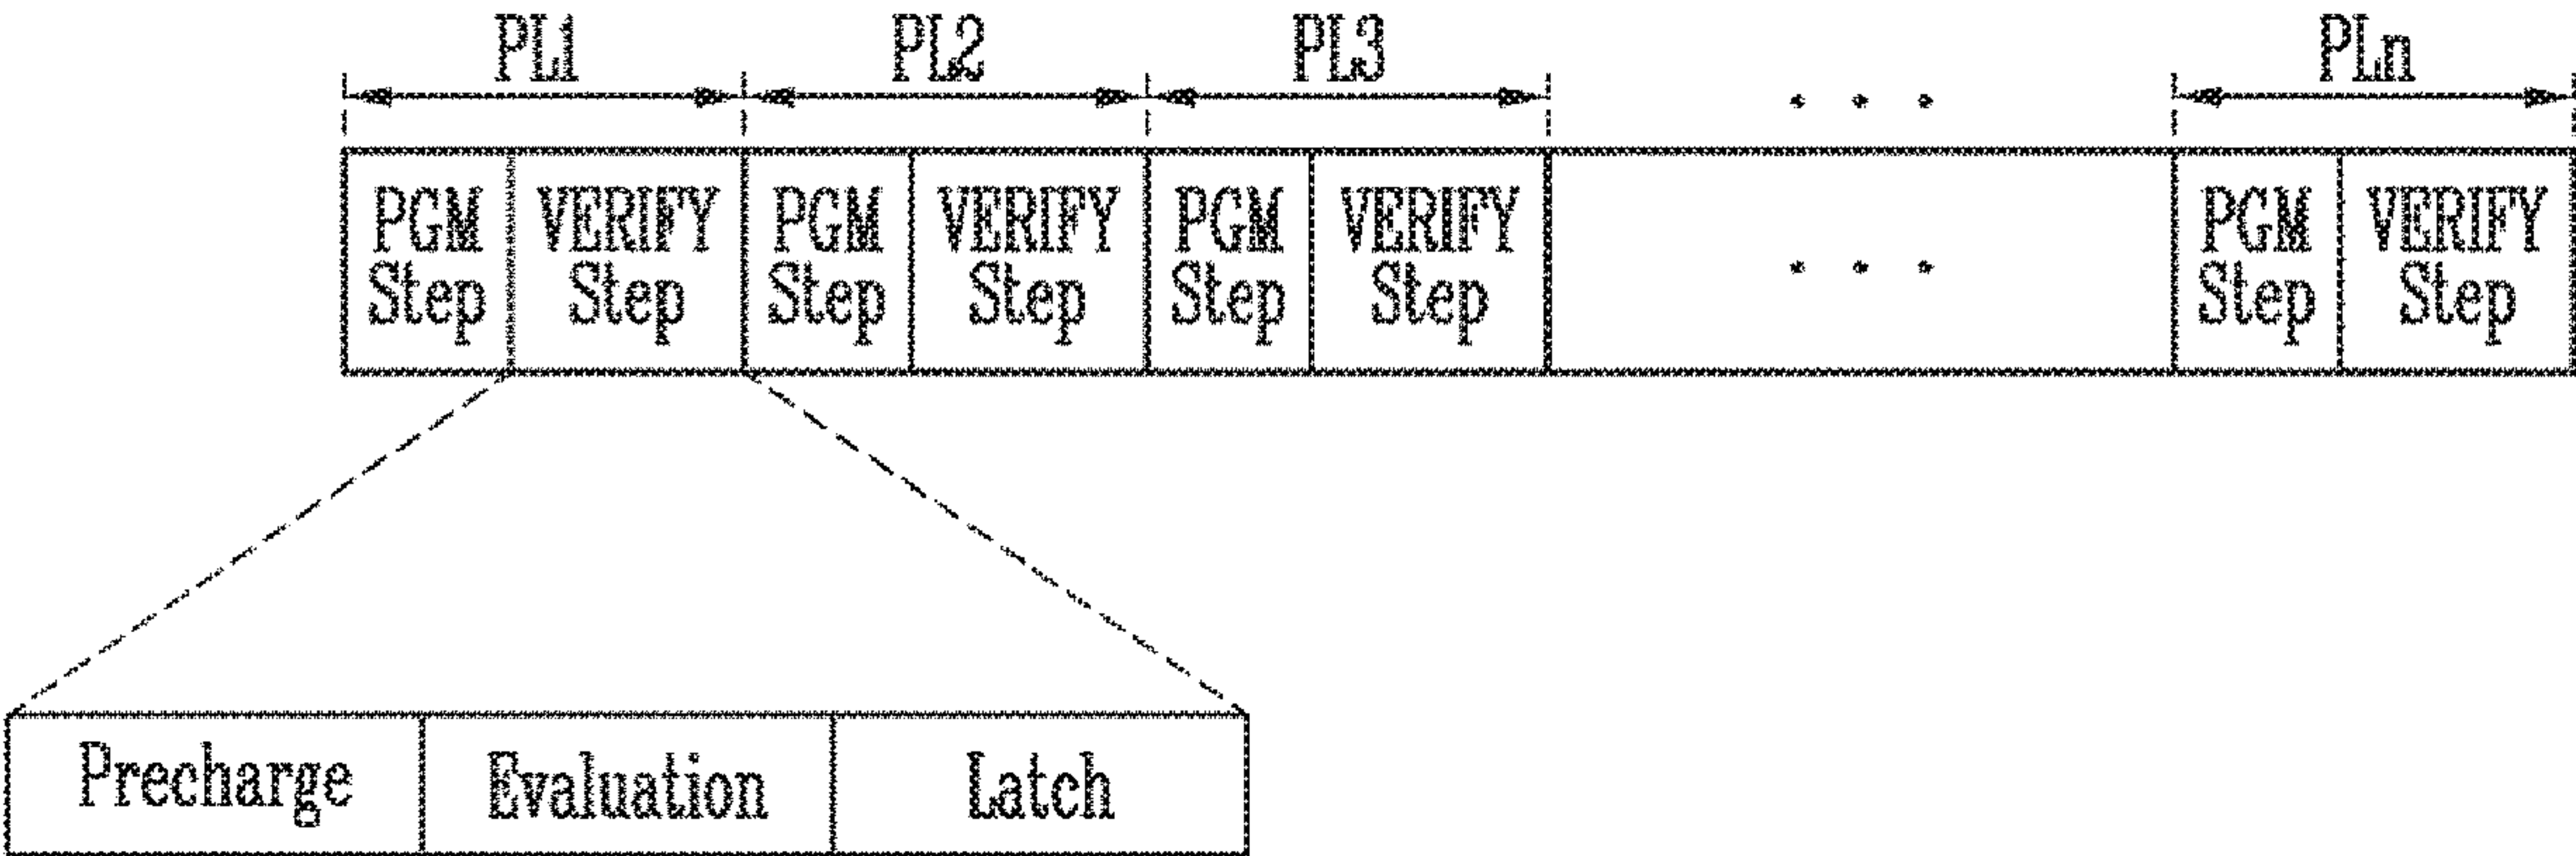 PL1 PL2 PL3 . . . PLn
PGM VERIFY PGM VERIFY PGM VERIFY PGM VERIFY
Step Step Step Step Step Step . . . Step Step
Precharge Evaluation Latch